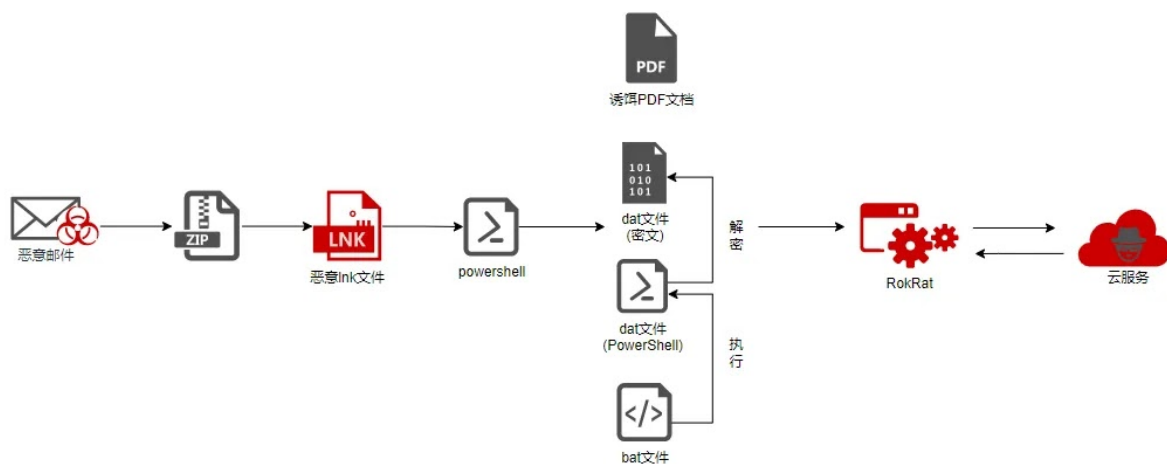 PDF
诱饵PDF文档
101
010
101
dat文件
(密文)
解
密
ZIP
LNK
恶意邮件
恶意lnk文件
powershell
RokRat
云服务
dat文件
(PowerShell)
执
行
</>
bat文件